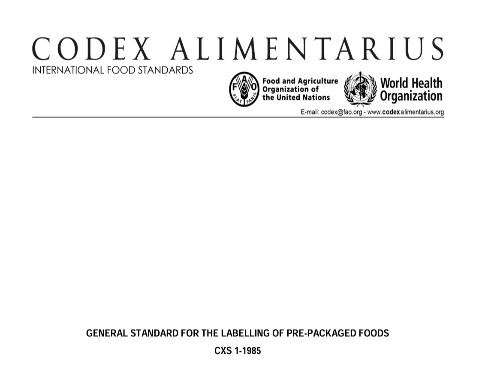 CODEX ALIMENTARIUS
INTERNATIONAL FOOD STANDARDS
Food and Agriculture
Organization of
the United Nations
World Health
Organization
E-mail: codex@fao.org - www.codexalimentarius.org
GENERAL STANDARD FOR THE LABELLING OF PRE-PACKAGED FOODS
CXS 1-1985